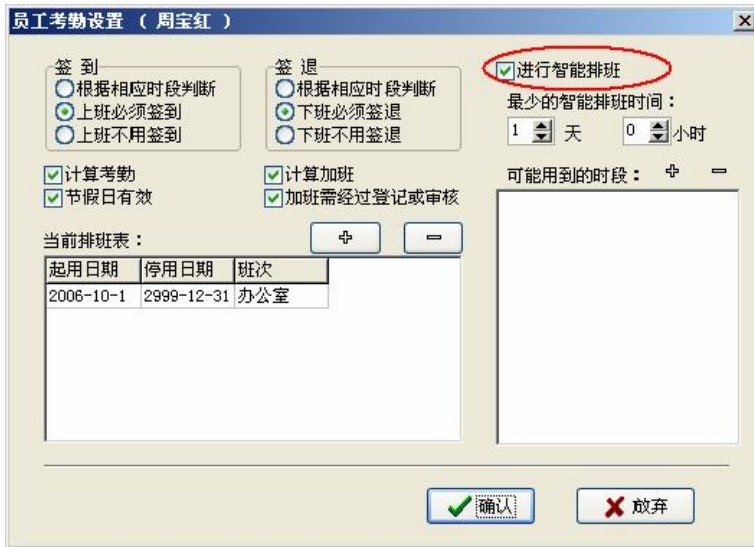 员工考勤设置 ( 周宝红 )
签 到
根据相应时段判断
上班必须签到
上班不用签到
签 退
根据相应时段判断
下班必须签退
下班不用签退
进行智能排班
最少的智能排班时间：
1 天 0 小时
计算考勤
节假日有效
计算加班
加班需经过登记或审核
可能用到的时段：
当前排班表：
起用日期 停用日期 班次
2006-10-1 2999-12-31 办公室
确认
放弃